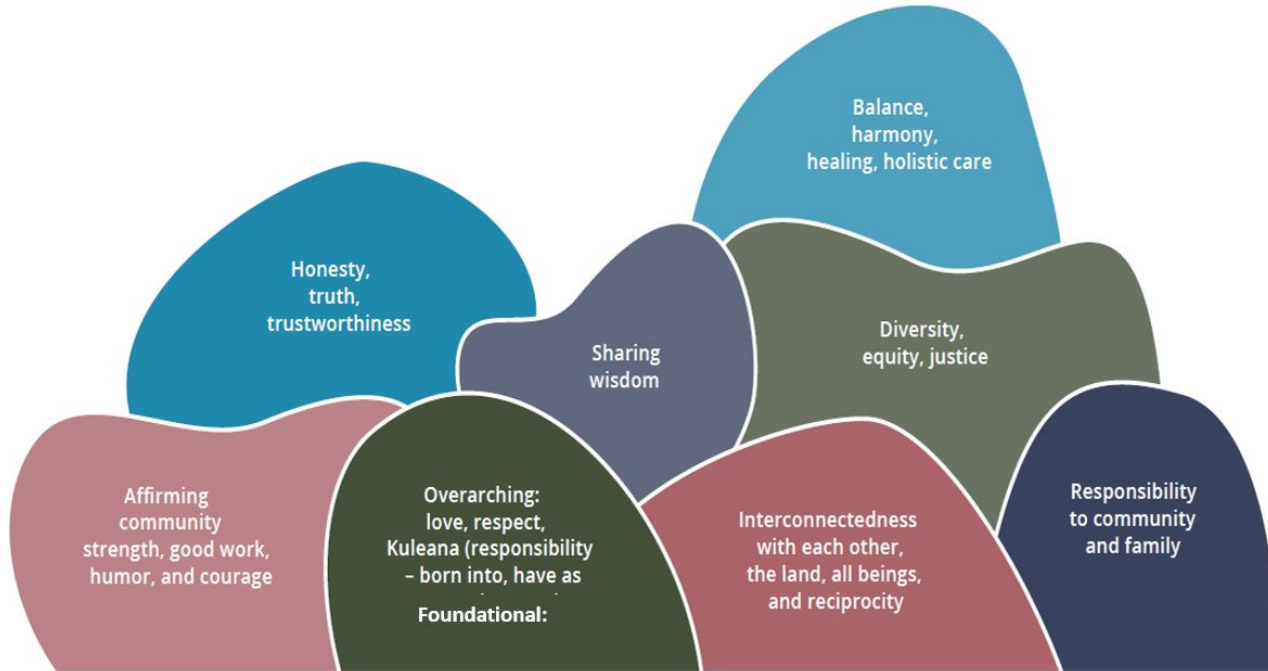 Balance,
harmony,
healing, holistic care
Honesty,
truth,
trustworthiness
Sharing
wisdom
Diversity,
equity, justice
Affirming
community
strength, good work,
humor, and courage
Overarching:
love, respect,
Kuleana (responsibility
– born into, have as
Foundational:
Interconnectedness
with each other,
the land, all beings,
and reciprocity
Responsibility
to community
and family